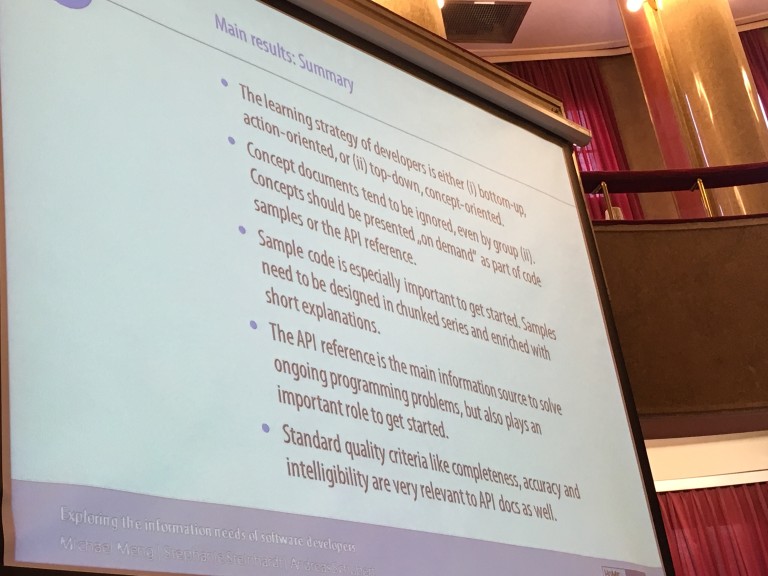 Main results: Summary
• The learning strategy of developers is either (i) bottom-up,
action-oriented, or (ii) top-down, concept-oriented.
• Concept documents tend to be ignored, even by group (ii).
Concepts should be presented „on demand“ as part of code
samples or the API reference.
• Sample code is especially important to get started. Samples
need to be designed in chunked series and enriched with
short explanations.
• The API reference is the main information source to solve
ongoing programming problems, but also plays an
important role to get started.
• Standard quality criteria like completeness, accuracy and
intelligibility are very relevant to API docs as well.
Exploring the information needs of software developers
Michael Meng,